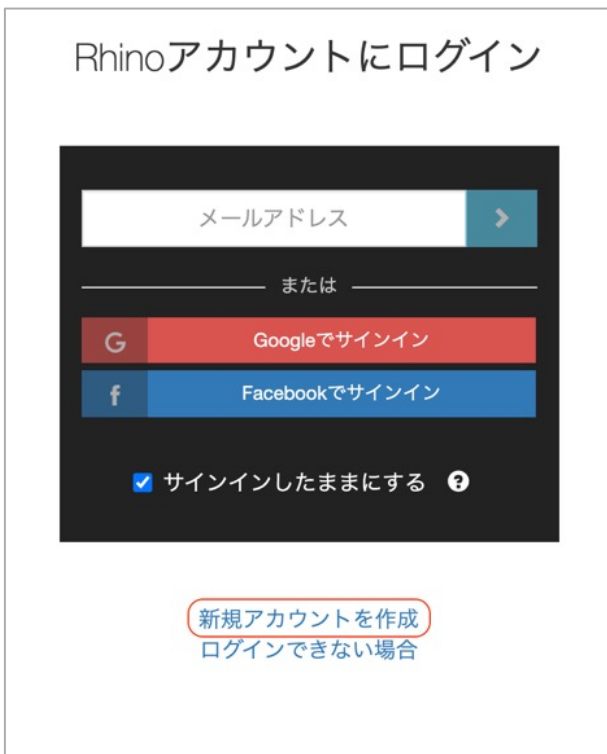 Rhinoアカウントにログイン
メールアドレス
または
G Googleでサインイン
f Facebookでサインイン
サインインしたままにする ?
新規アカウントを作成
ログインできない場合